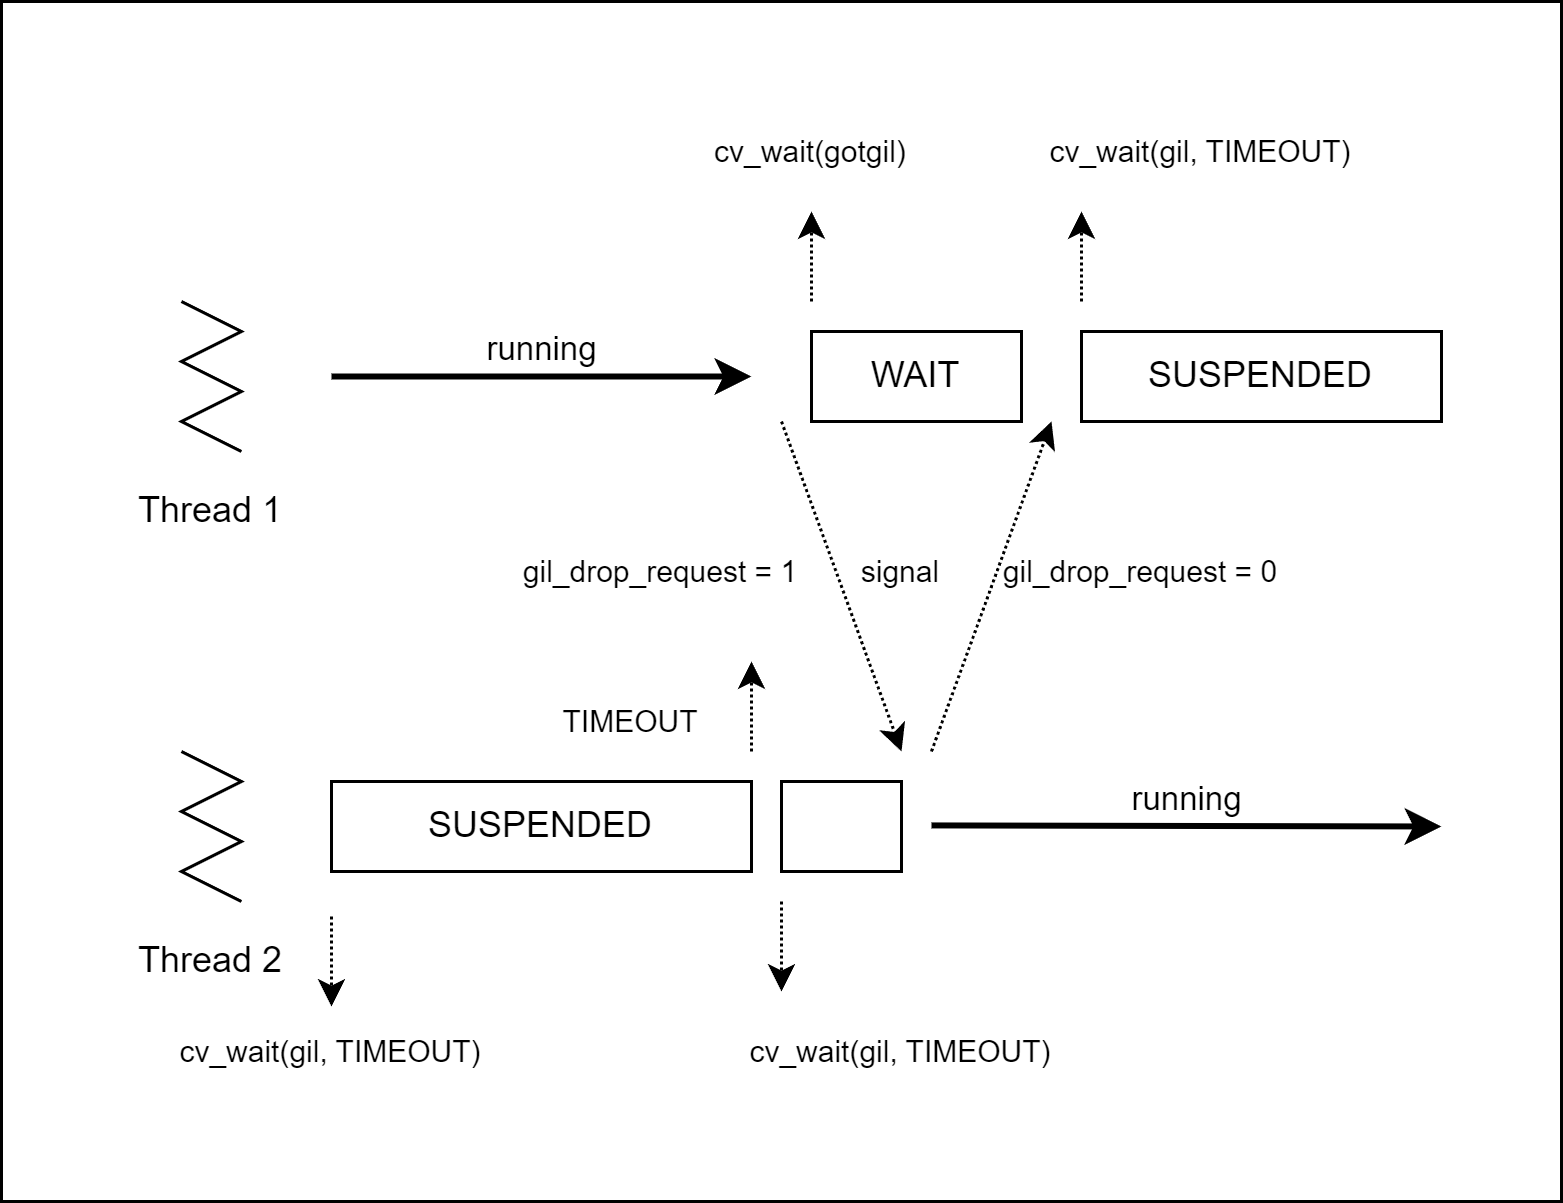 cv_wait(gotgil)
cv_wait(gil, TIMEOUT)
running
WAIT
SUSPENDED
Thread 1
gil_drop_request = 1
signal
gil_drop_request = 0
TIMEOUT
running
SUSPENDED
Thread 2
cv_wait(gil, TIMEOUT)
cv_wait(gil, TIMEOUT)